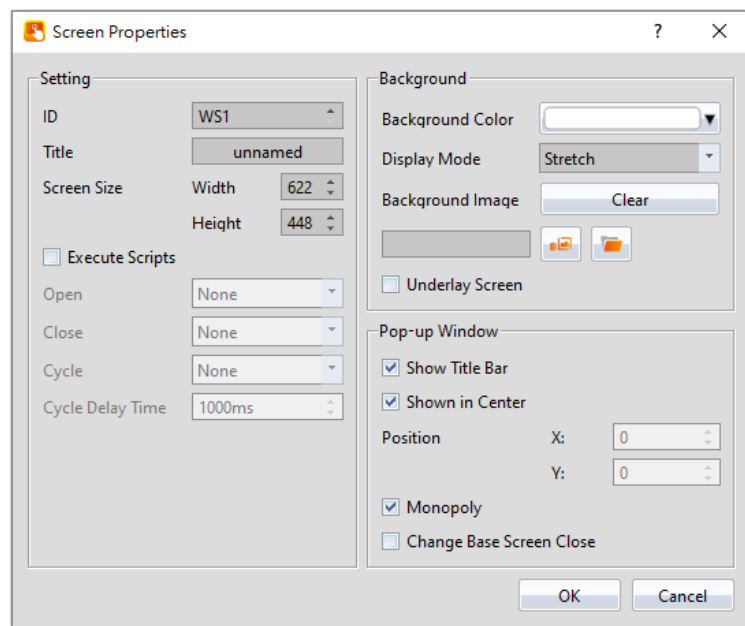 Screen Properties
Setting
ID WS1
Title unnamed
Screen Size Width 622
Height 448
Execute Scripts
Open None
Close None
Cycle None
Cycle Delay Time 1000ms
Background
Background Color
Display Mode Stretch
Background Image Clear
Underlay Screen
Pop-up Window
Show Title Bar
Shown in Center
Position X: 0
Y: 0
Monopoly
Change Base Screen Close
OK Cancel